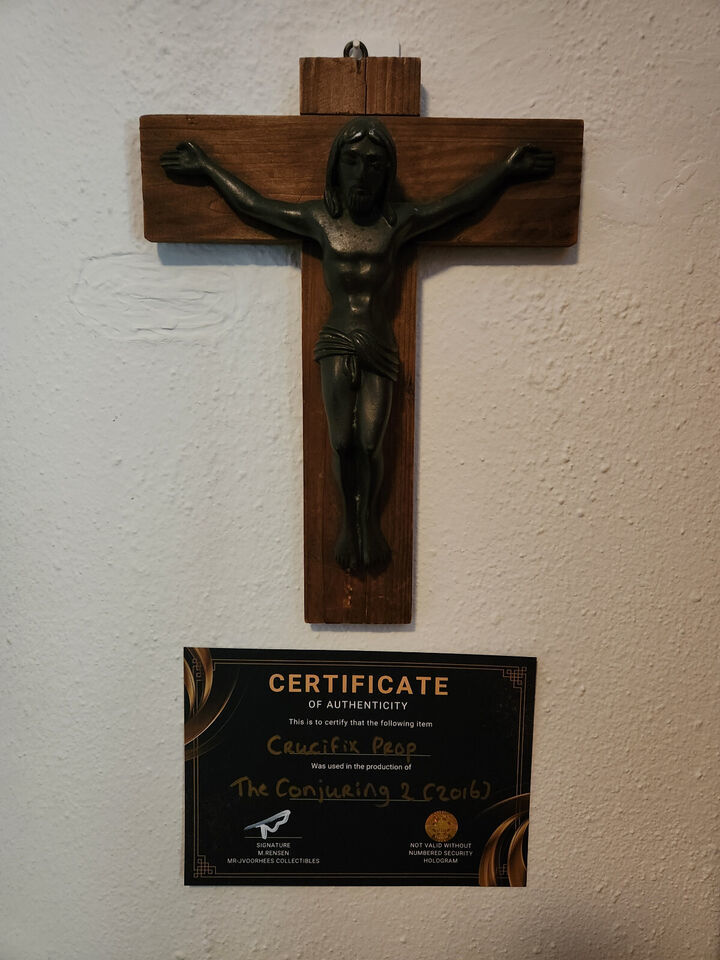 CERTIFICATE
OF AUTHENTICITY
This is to certify that the following item
Crucifix Prop
Was used in the production of
The Conjuring 2 (2016)
SIGNATURE
M.RENSEN
MR-JVOORHEES COLLECTIBLES
NOT VALID WITHOUT
NUMBERED SECURITY
HOLOGRAM